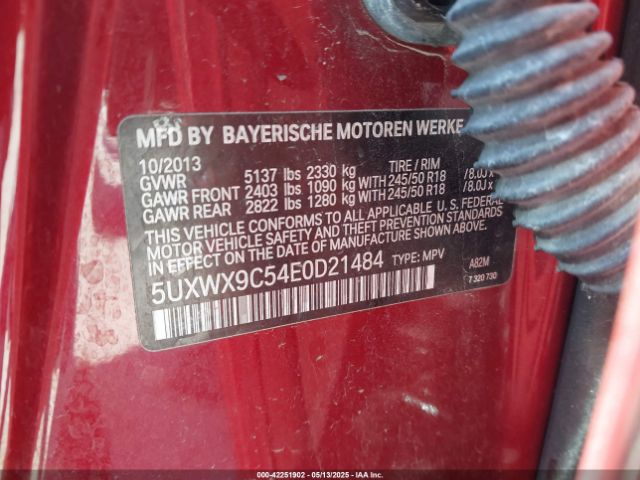 MFD BY BAYERISCHE MOTOREN WERKE
10/2013 TIRE / RIM
GVWR 5137 lbs 2330 kg
GAWR FRONT 2403 lbs 1090 kg WITH 245/50 R18 /8.0J x
GAWR REAR 2822 lbs 1280 kg WITH 245/50 R18 /8.0J x
THIS VEHICLE CONFORMS TO ALL APPLICABLE U.S. FEDERAL
MOTOR VEHICLE SAFETY AND THEFT PREVENTION STANDARDS
IN EFFECT ON THE DATE OF MANUFACTURE SHOWN ABOVE.
5UXWX9C54E0D21484 TYPE: MPV A82M
7 320 730
000-42251902 - 05/13/2025 - IAAI.COM